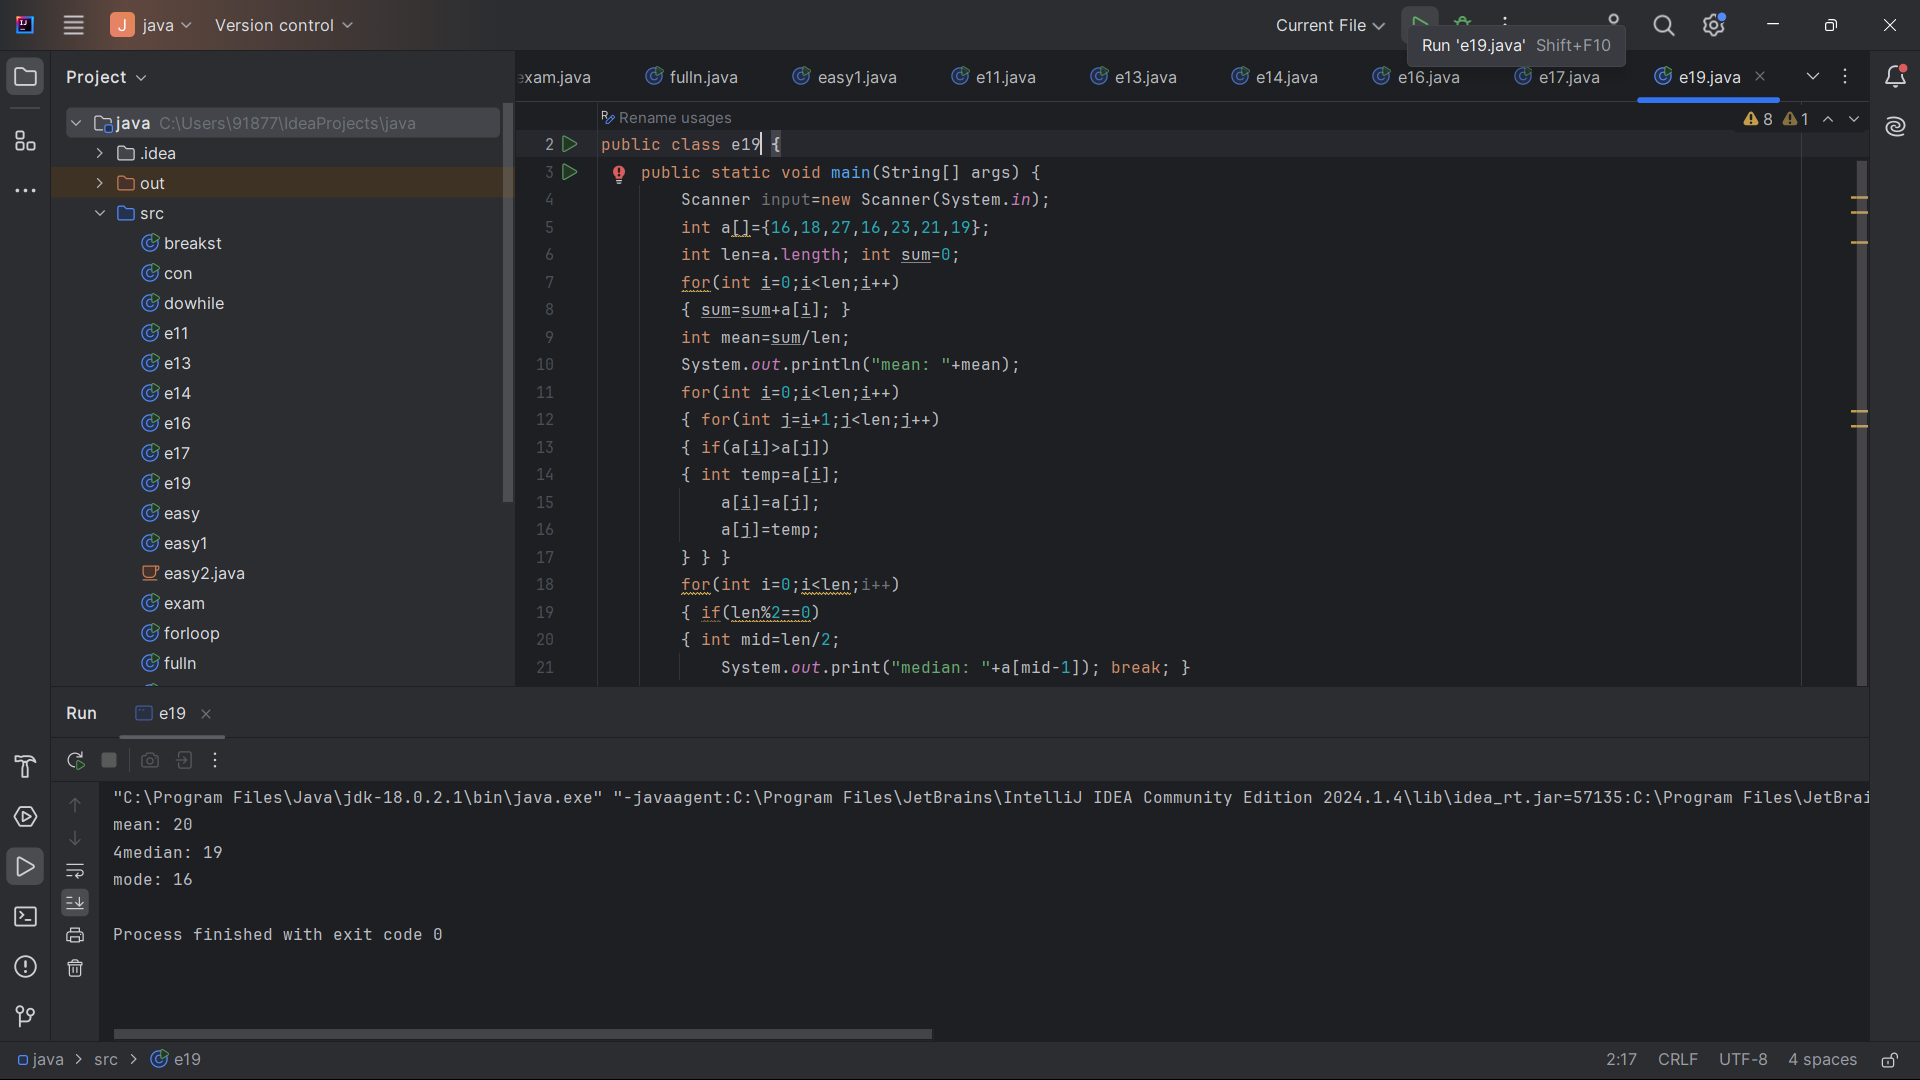 J java Version control Current File
Run 'e19.java' Shift+F10
Project
exam.java fulln.java easy1.java e11.java e13.java e14.java e16.java e17.java e19.java
java C:\Users\91877\IdeaProjects\java
.idea
out
src
breakst
con
dowhile
e11
e13
e14
e16
e17
e19
easy
easy1
easy2.java
exam
forloop
fulln
Rename usages
8 1
2 public class e19 {
3 public static void main(String[] args) {
4 Scanner input=new Scanner(System.in);
5 int a[]={16,18,27,16,23,21,19};
6 int len=a.length; int sum=0;
7 for(int i=0;i<len;i++)
8 { sum=sum+a[i]; }
9 int mean=sum/len;
10 System.out.println("mean: "+mean);
11 for(int i=0;i<len;i++)
12 { for(int j=i+1;j<len;j++)
13 { if(a[i]>a[j])
14 { int temp=a[i];
15 a[i]=a[j];
16 a[j]=temp;
17 } } }
18 for(int i=0;i<len;i++)
19 { if(len%2==0)
20 { int mid=len/2;
21 System.out.print("median: "+a[mid-1]); break; }
Run e19
"C:\Program Files\Java\jdk-18.0.2.1\bin\java.exe" "-javaagent:C:\Program Files\JetBrains\IntelliJ IDEA Community Edition 2024.1.4\lib\idea_rt.jar=57135:C:\Program Files\JetBrai
mean: 20
4median: 19
mode: 16
Process finished with exit code 0
java > src > e19
2:17 CRLF UTF-8 4 spaces